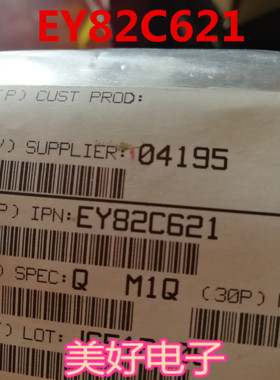 EY82C621
P) CUST PROD:
) SUPPLIER: 04195
P) IPN: EY82C621
) SPEC: Q M1Q (30P)
) LOT:
美好电子